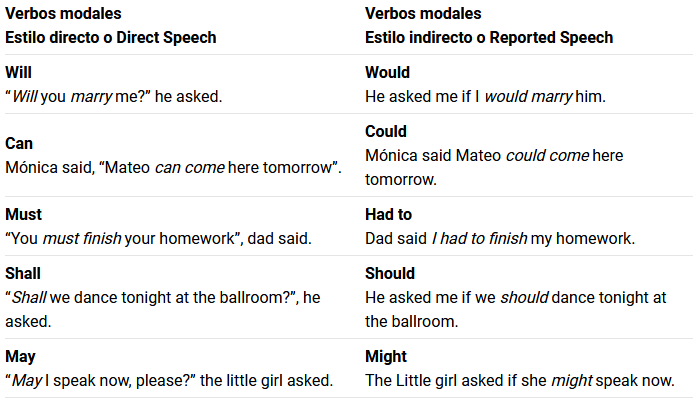 Verbos modales
Estilo directo o Direct Speech
Verbos modales
Estilo indirecto o Reported Speech
Will
“Will you marry me?” he asked.
Would
He asked me if I would marry him.
Can
Mónica said, “Mateo can come here tomorrow”.
Could
Mónica said Mateo could come here
tomorrow.
Must
“You must finish your homework”, dad said.
Had to
Dad said I had to finish my homework.
Shall
“Shall we dance tonight at the ballroom?”, he
asked.
Should
He asked me if we should dance tonight at
the ballroom.
May
“May I speak now, please?” the little girl asked.
Might
The Little girl asked if she might speak now.